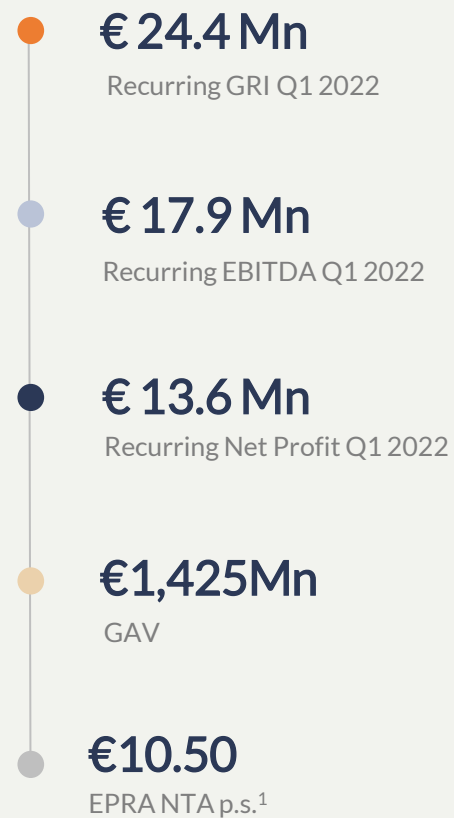 € 24.4 Mn
Recurring GRI Q1 2022
€ 17.9 Mn
Recurring EBITDA Q1 2022
€ 13.6 Mn
Recurring Net Profit Q1 2022
€1,425Mn
GAV
€10.50
EPRA NTA p.s.¹